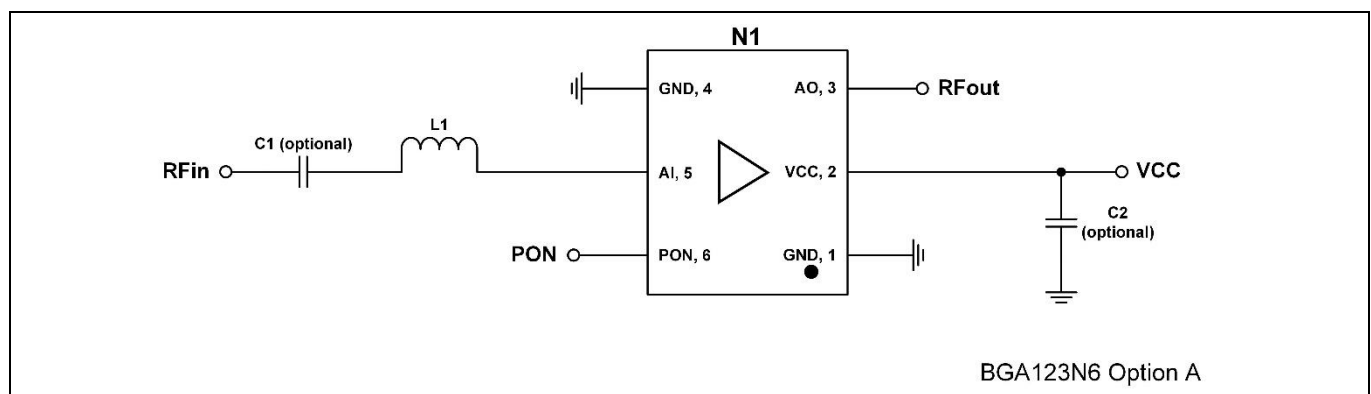 N1
GND, 4
AO, 3
RFout
C1 (optional)
L1
RFin
AI, 5
VCC, 2
VCC
C2
(optional)
PON
PON, 6
GND, 1
BGA123N6 Option A